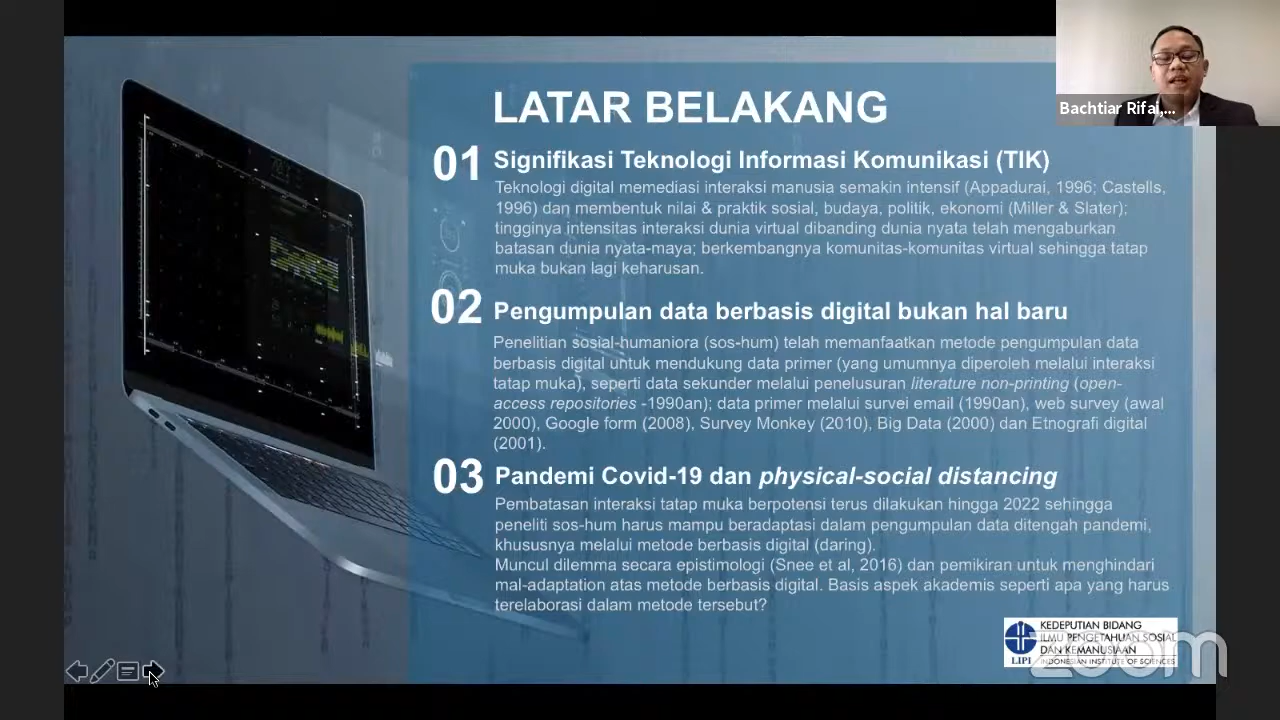 LATAR BELAKANG
Bachtiar Rifai,...
01 Signifikasi Teknologi Informasi Komunikasi (TIK)
Teknologi digital memediasi interaksi manusia semakin intensif (Appadurai, 1996; Castells,
1996) dan membentuk nilai & praktik sosial, budaya, politik, ekonomi (Miller & Slater);
tingginya intensitas interaksi dunia virtual dibanding dunia nyata telah mengaburkan
batasan dunia nyata-maya; berkembangnya komunitas-komunitas virtual sehingga tatap
muka bukan lagi keharusan.
02 Pengumpulan data berbasis digital bukan hal baru
Penelitian sosial-humaniora (sos-hum) telah memanfaatkan metode pengumpulan data
berbasis digital untuk mendukung data primer (yang umumnya diperoleh melalui interaksi
tatap muka), seperti data sekunder melalui penelusuran literature non-printing (open-
access repositories -1990an); data primer melalui survei email (1990an), web survey (awal
2000), Google form (2008), Survey Monkey (2010), Big Data (2000) dan Etnografi digital
(2001).
03 Pandemi Covid-19 dan physical-social distancing
Pembatasan interaksi tatap muka berpotensi terus dilakukan hingga 2022 sehingga
peneliti sos-hum harus mampu beradaptasi dalam pengumpulan data ditengah pandemi,
khususnya melalui metode berbasis digital (daring).
Muncul dilemma secara epistimologi (Snee et al, 2016) dan pemikiran untuk menghindari
mal-adaptation atas metode berbasis digital. Basis aspek akademis seperti apa yang harus
terelaborasi dalam metode tersebut?
KEDEPUTIAN BIDANG
ILMU PENGETAHUAN SOSIAL
DAN KEMANUSIAAN
LIPI INDONESIAN INSTITUTE OF SCIENCES
zoom